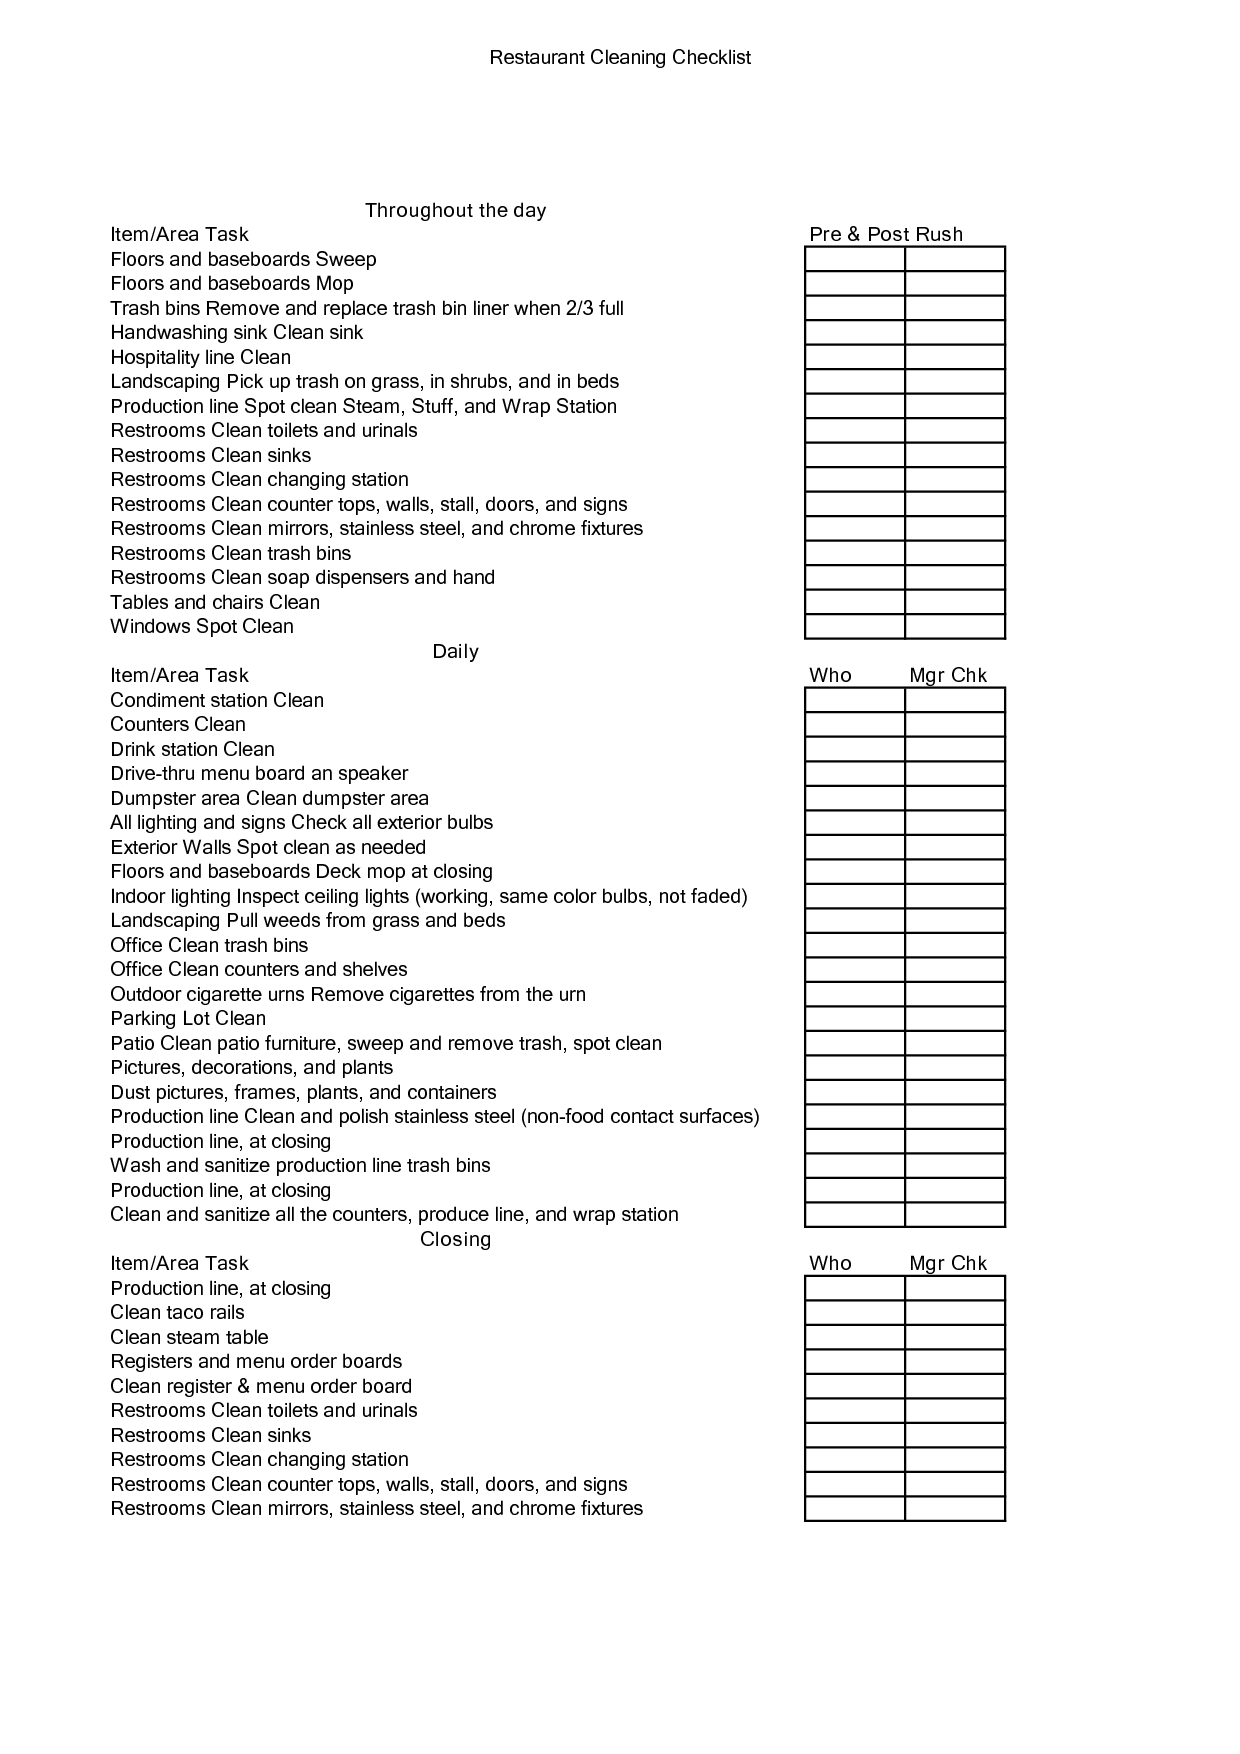 Restaurant Cleaning Checklist
Throughout the day
Item/Area Task Pre & Post Rush
Floors and baseboards Sweep
Floors and baseboards Mop
Trash bins Remove and replace trash bin liner when 2/3 full
Handwashing sink Clean sink
Hospitality line Clean
Landscaping Pick up trash on grass, in shrubs, and in beds
Production line Spot clean Steam, Stuff, and Wrap Station
Restrooms Clean toilets and urinals
Restrooms Clean sinks
Restrooms Clean changing station
Restrooms Clean counter tops, walls, stall, doors, and signs
Restrooms Clean mirrors, stainless steel, and chrome fixtures
Restrooms Clean trash bins
Restrooms Clean soap dispensers and hand
Tables and chairs Clean
Windows Spot Clean
Daily
Item/Area Task Who Mgr Chk
Condiment station Clean
Counters Clean
Drink station Clean
Drive-thru menu board an speaker
Dumpster area Clean dumpster area
All lighting and signs Check all exterior bulbs
Exterior Walls Spot clean as needed
Floors and baseboards Deck mop at closing
Indoor lighting Inspect ceiling lights (working, same color bulbs, not faded)
Landscaping Pull weeds from grass and beds
Office Clean trash bins
Office Clean counters and shelves
Outdoor cigarette urns Remove cigarettes from the urn
Parking Lot Clean
Patio Clean patio furniture, sweep and remove trash, spot clean
Pictures, decorations, and plants
Dust pictures, frames, plants, and containers
Production line Clean and polish stainless steel (non-food contact surfaces)
Production line, at closing
Wash and sanitize production line trash bins
Production line, at closing
Clean and sanitize all the counters, produce line, and wrap station
Closing
Item/Area Task Who Mgr Chk
Production line, at closing
Clean taco rails
Clean steam table
Registers and menu order boards
Clean register & menu order board
Restrooms Clean toilets and urinals
Restrooms Clean sinks
Restrooms Clean changing station
Restrooms Clean counter tops, walls, stall, doors, and signs
Restrooms Clean mirrors, stainless steel, and chrome fixtures